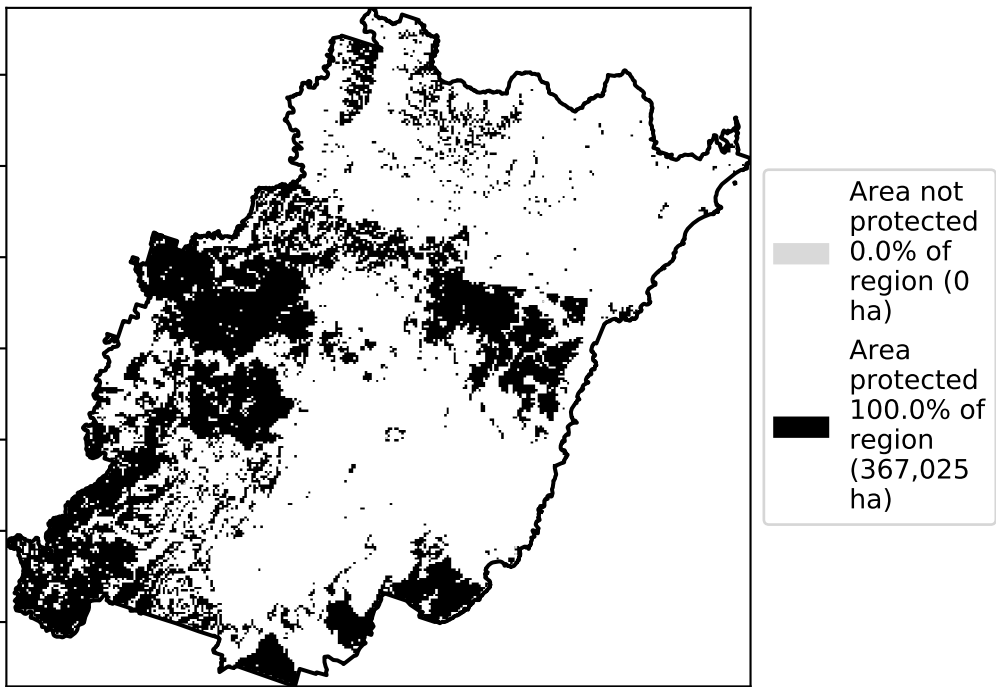 Area not
protected
0.0% of
region (0
ha)
Area
protected
100.0% of
region
(367,025
ha)